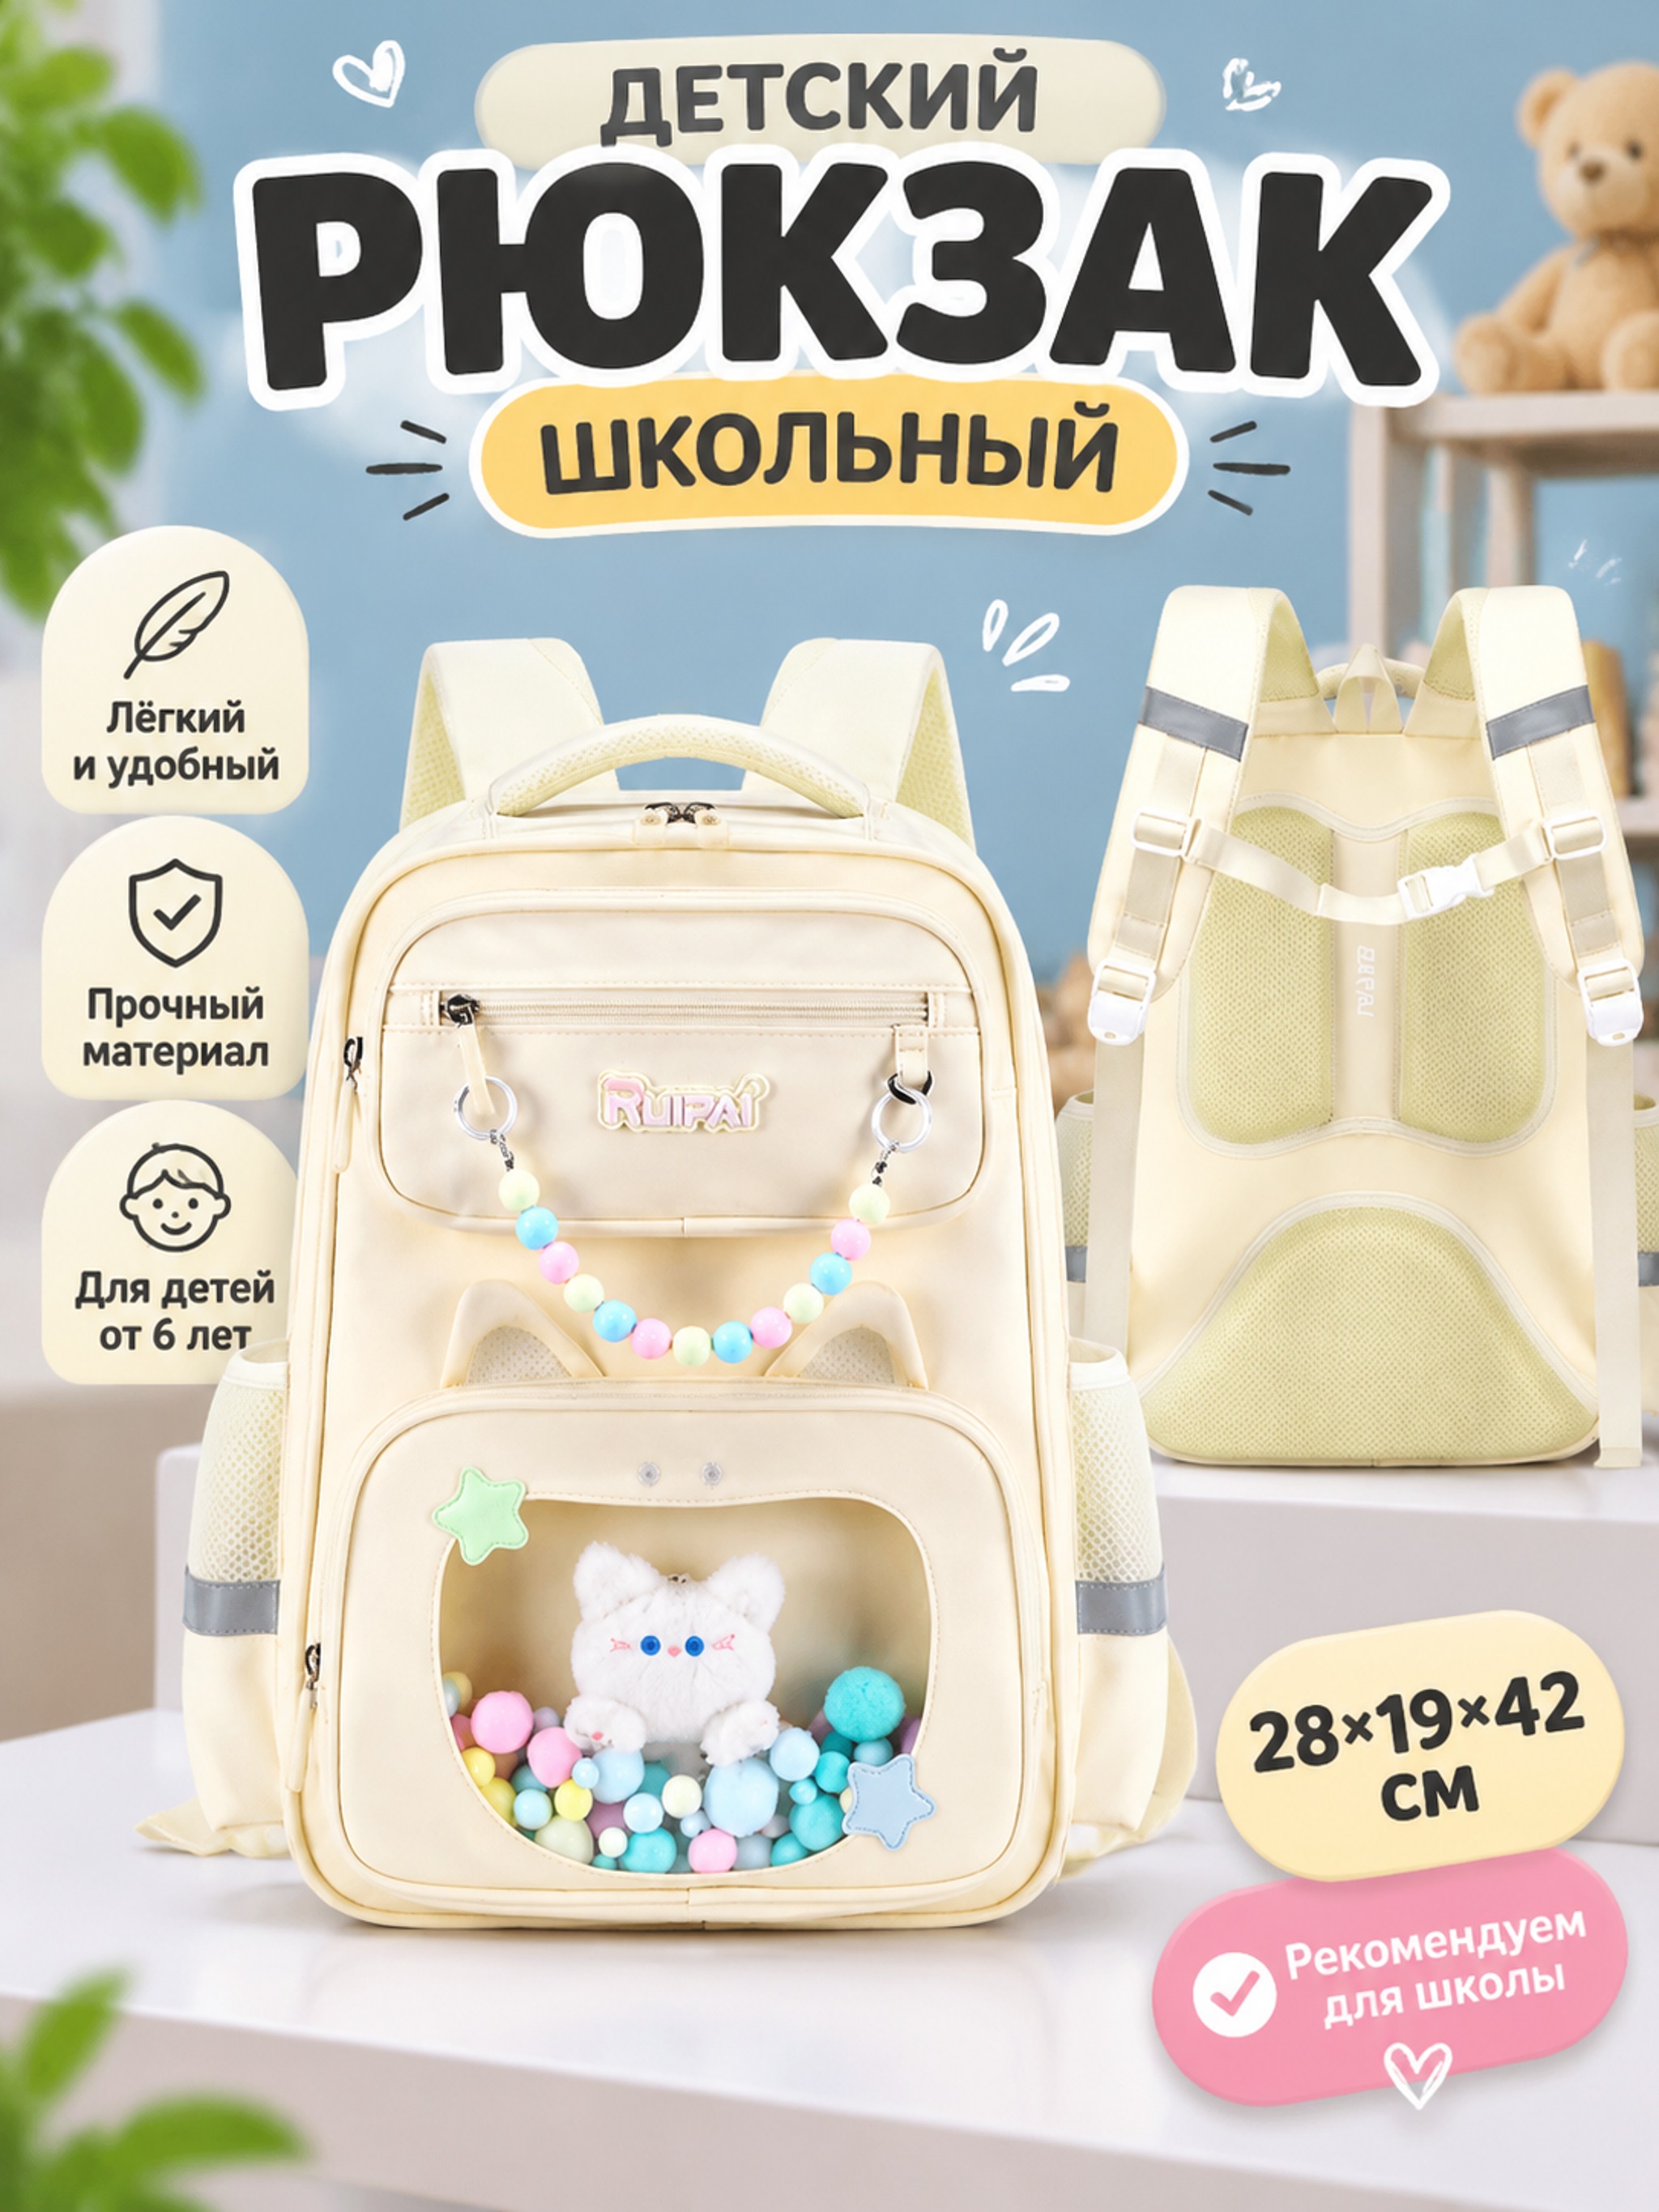 ДЕТСКИЙ
РЮКЗАК
ШКОЛЬНЫЙ
Лёгкий
и удобный
Прочный
материал
Для детей
от 6 лет
RUIPAI
RUIPAI
28×19×42
СМ
Рекомендуем
для школы